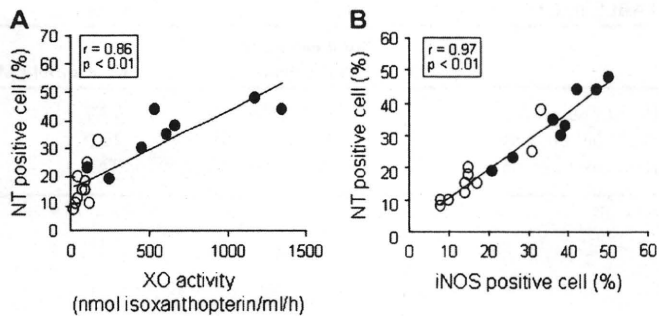 A
r = 0.86
p < 0.01
NT positive cell (%)
70
60
50
40
30
20
10
0
0
500
1000
1500
XO activity
(nmol isoxanthopterin/ml/h)
B
r = 0.97
p < 0.01
NT positive cell (%)
60
50
40
30
20
10
0
0
10
20
30
40
50
iNOS positive cell (%)